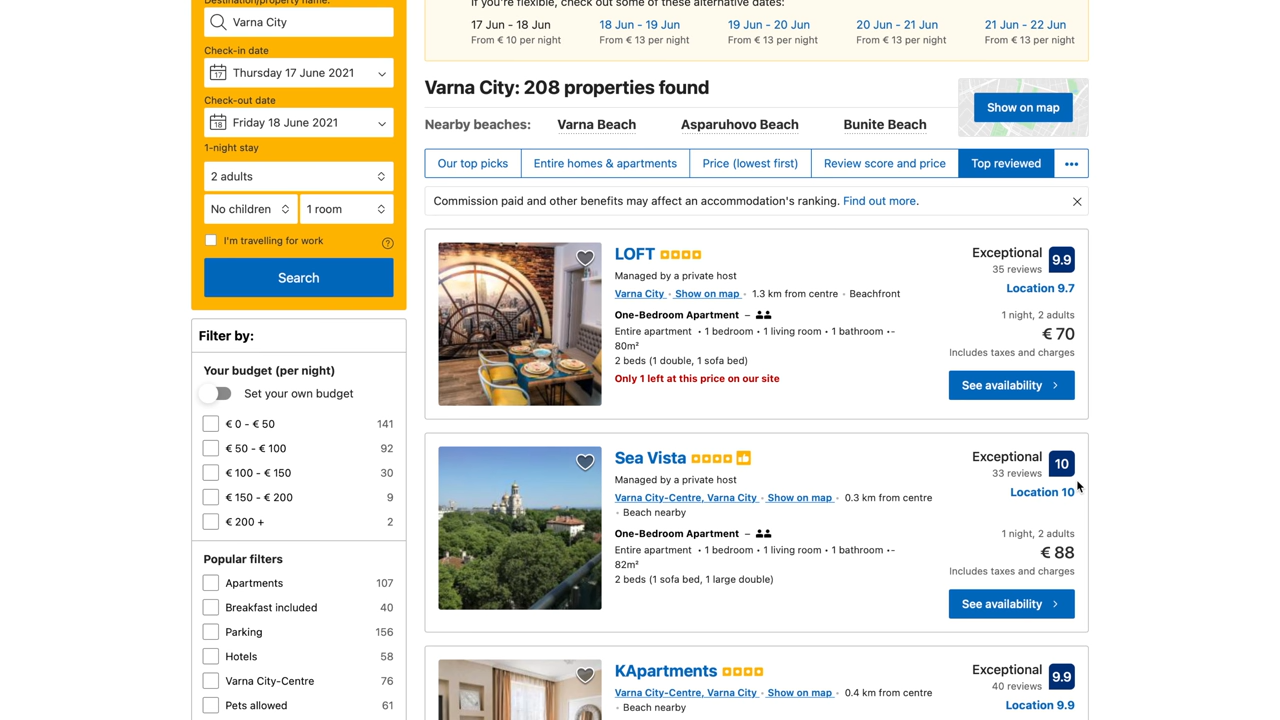 Destination/property name:
Varna City
Check-in date
17
Thursday 17 June 2021
Check-out date
18
Friday 18 June 2021
1-night stay
2 adults
No children
1 room
I'm travelling for work
?
Search
Filter by:
Your budget (per night)
Set your own budget
€ 0 - € 50 141
€ 50 - € 100 92
€ 100 - € 150 30
€ 150 - € 200 9
€ 200 + 2
Popular filters
Apartments 107
Breakfast included 40
Parking 156
Hotels 58
Varna City-Centre 76
Pets allowed 61
If you're flexible, check out some of these alternative dates:
17 Jun - 18 Jun
From € 10 per night
18 Jun - 19 Jun
From € 13 per night
19 Jun - 20 Jun
From € 13 per night
20 Jun - 21 Jun
From € 13 per night
21 Jun - 22 Jun
From € 13 per night
Varna City: 208 properties found
Show on map
Nearby beaches: Varna Beach Asparuhovo Beach Bunite Beach
Our top picks Entire homes & apartments Price (lowest first) Review score and price Top reviewed •••
Commission paid and other benefits may affect an accommodation's ranking. Find out more.
LOFT
Managed by a private host
Varna City · Show on map · 1.3 km from centre · Beachfront
One-Bedroom Apartment –
Entire apartment • 1 bedroom • 1 living room • 1 bathroom •-
80m²
2 beds (1 double, 1 sofa bed)
Only 1 left at this price on our site
Exceptional 9.9
35 reviews
Location 9.7
1 night, 2 adults
€ 70
Includes taxes and charges
See availability
Sea Vista
Managed by a private host
Varna City-Centre, Varna City · Show on map · 0.3 km from centre
· Beach nearby
One-Bedroom Apartment –
Entire apartment • 1 bedroom • 1 living room • 1 bathroom •-
82m²
2 beds (1 sofa bed, 1 large double)
Exceptional 10
33 reviews
Location 10
1 night, 2 adults
€ 88
Includes taxes and charges
See availability
KApartments
Varna City-Centre, Varna City · Show on map · 0.4 km from centre
· Beach nearby
Exceptional 9.9
40 reviews
Location 9.9